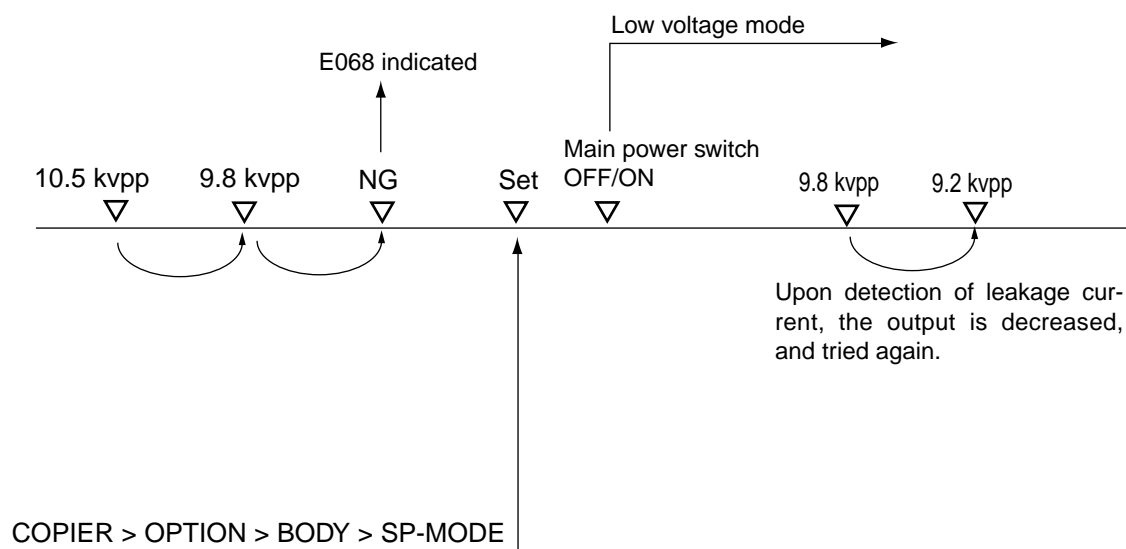 Low voltage mode
E068 indicated
Main power switch
OFF/ON
10.5 kvpp
9.8 kvpp
NG
Set
9.8 kvpp
9.2 kvpp
Upon detection of leakage cur-
rent, the output is decreased,
and tried again.
COPIER > OPTION > BODY > SP-MODE